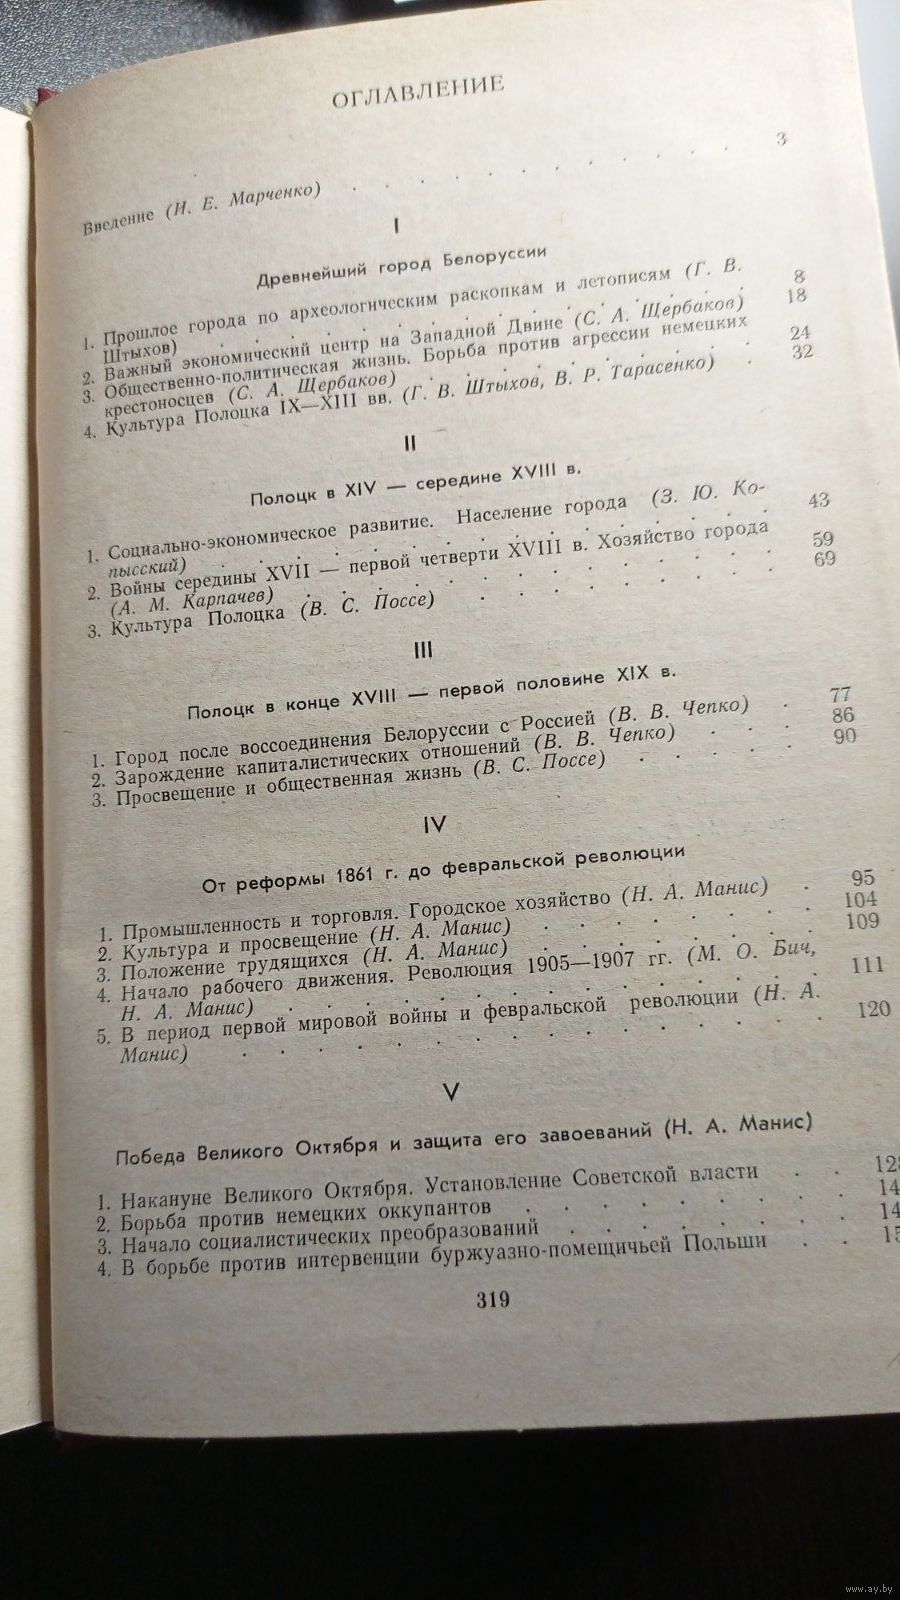 ОГЛАВЛЕНИЕ
Введение (И. Е. Марченко) . . . . . . . . . . . . 3
I
Древнейший город Белоруссии
1. Прошлое города по археологическим раскопкам и летописям (Г. В.
Штыхов) . . . . . . . . 8
2. Важный экономический центр на Западной Двине (С. А. Щербаков) 18
3. Общественно-политическая жизнь. Борьба против агрессии немецких
крестоносцев (С. А. Щербаков) . . . . . . . . . 24
4. Культура Полоцка IX—XIII вв. (Г. В. Штыхов, В. Р. Тарасенко) . 32
II
Полоцк в XIV — середине XVIII в.
1. Социально-экономическое развитие. Население города (З. Ю. Ко-
пысский) . . . . . . . . . . . . . 43
2. Войны середины XVII — первой четверти XVIII в. Хозяйство города
(А. М. Карпачев) . . . . . . . . . . . . 59
3. Культура Полоцка (В. С. Поссе) . . . . . . . . 69
III
Полоцк в конце XVIII — первой половине XIX в.
1. Город после воссоединения Белоруссии с Россией (В. В. Чепко) . 77
2. Зарождение капиталистических отношений (В. В. Чепко) . . . 86
3. Просвещение и общественная жизнь (В. С. Поссе) . . . . . 90
IV
От реформы 1861 г. до февральской революции
1. Промышленность и торговля. Городское хозяйство (Н. А. Манис) . 95
2. Культура и просвещение (Н. А. Манис) . . . . . . . 104
3. Положение трудящихся (Н. А. Манис) . . . . . . . 109
4. Начало рабочего движения. Революция 1905—1907 гг. (М. О. Бич,
Н. А. Манис) . . . . . . . . . . . . . . 111
5. В период первой мировой войны и февральской революции (Н. А.
Манис) . . . . . . . . . . . . . . . 120
V
Победа Великого Октября и защита его завоеваний (Н. А. Манис)
1. Накануне Великого Октября. Установление Советской власти . . 128
2. Борьба против немецких оккупантов . . . . . . . . 14
3. Начало социалистических преобразований . . . . . . . 14
4. В борьбе против интервенции буржуазно-помещичьей Польши . . 15
319
www.ay.by